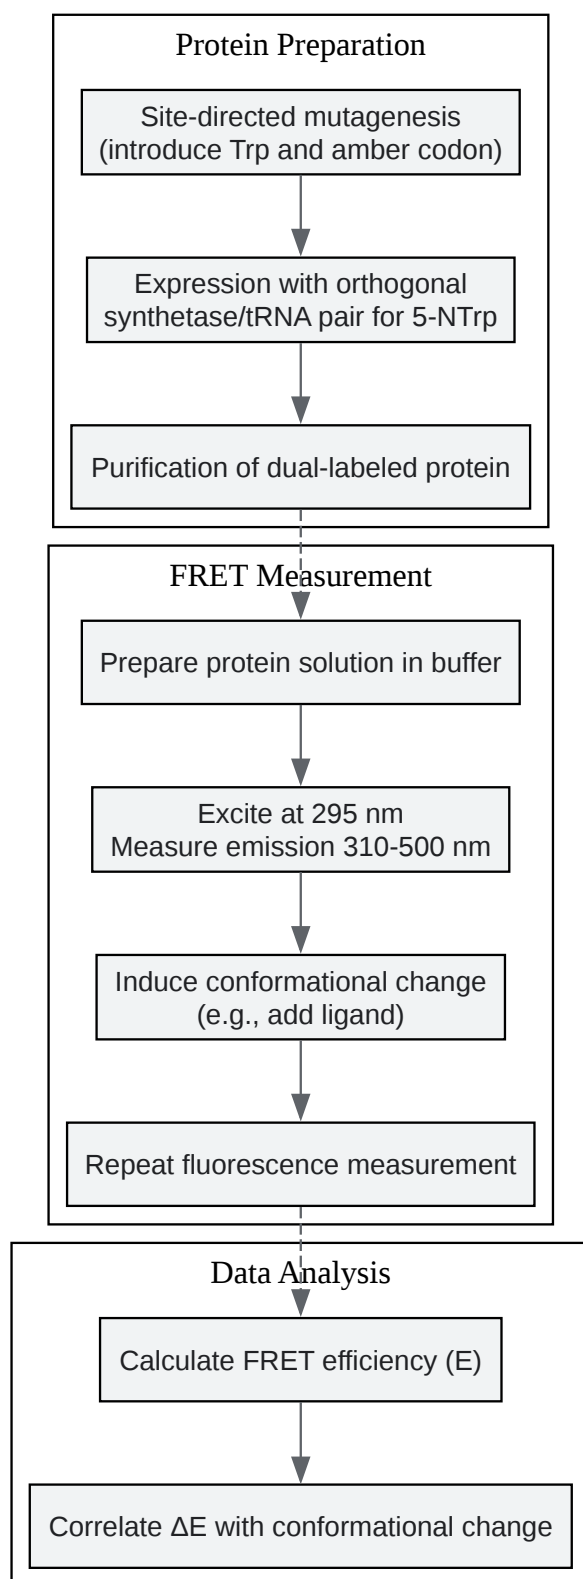 Protein Preparation
Site-directed mutagenesis
(introduce Trp and amber codon)
Expression with orthogonal
synthetase/tRNA pair for 5-NTrp
Purification of dual-labeled protein
FRET Measurement
Prepare protein solution in buffer
Excite at 295 nm
Measure emission 310-500 nm
Induce conformational change
(e.g., add ligand)
Repeat fluorescence measurement
Data Analysis
Calculate FRET efficiency (E)
Correlate ΔE with conformational change